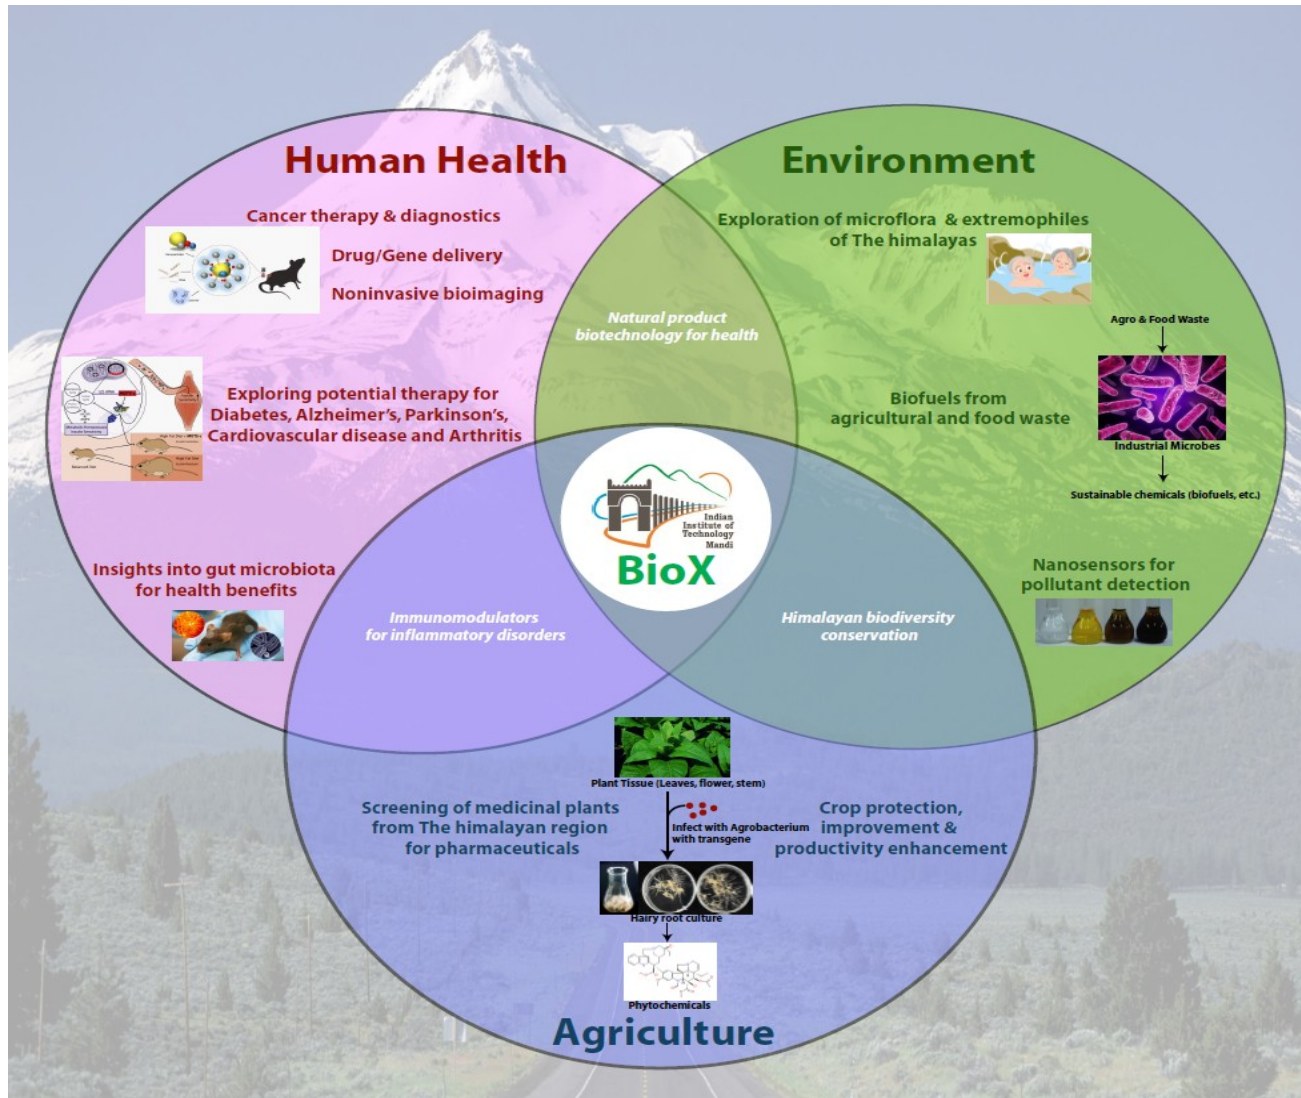 Human Health
Cancer therapy & diagnostics
Drug/Gene delivery
Noninvasive bioimaging
Exploring potential therapy for
Diabetes, Alzheimer's, Parkinson's,
Cardiovascular disease and Arthritis
Insights into gut microbiota
for health benefits
Environment
Exploration of microflora & extremophiles
of The himalayas
Agro & Food Waste
Biofuels from
agricultural and food waste
Industrial Microbes
Sustainable chemicals (biofuels, etc.)
Nanosensors for
pollutant detection
Natural product
biotechnology for health
Indian
Institute of
Technology
Mandi
BioX
Immunomodulators
for inflammatory disorders
Himalayan biodiversity
conservation
Plant Tissue (Leaves, flower, stem)
Screening of medicinal plants
from The himalayan region
for pharmaceuticals
Infect with Agrobacterium
with transgene
Crop protection,
improvement &
productivity enhancement
Hairy root culture
Phytochemicals
Agriculture